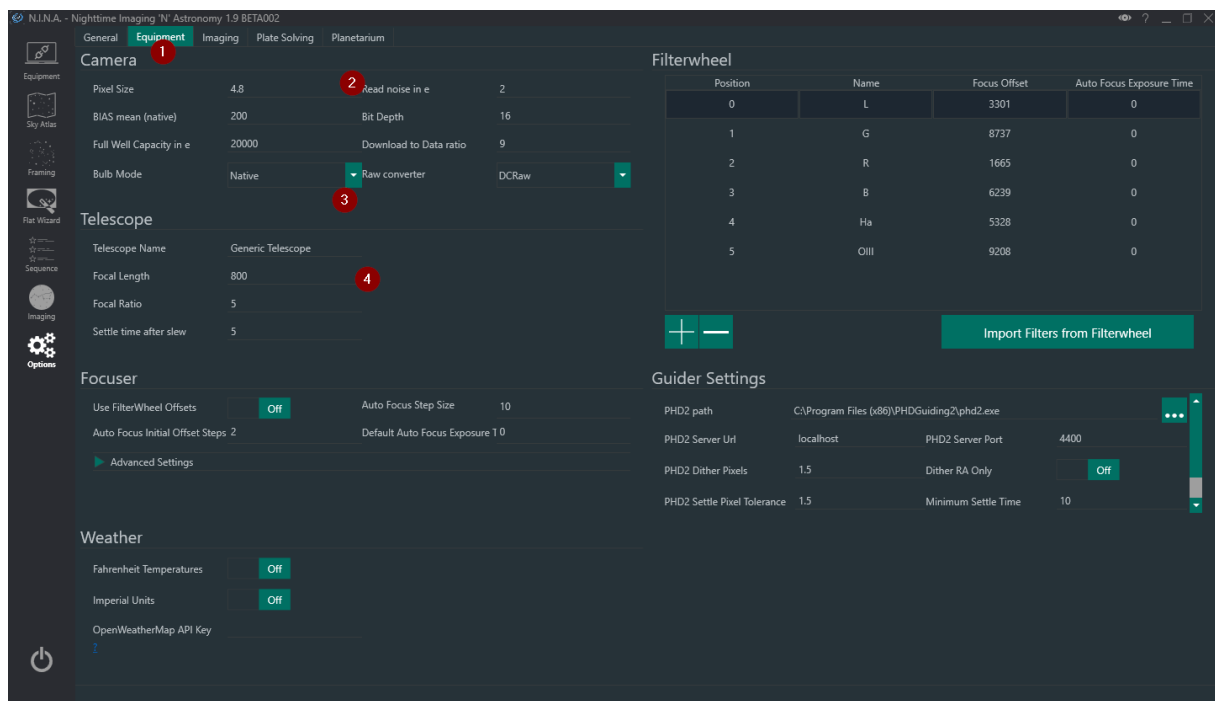 N.I.N.A. - Nighttime Imaging 'N' Astronomy 1.9 BETA002
?
General Equipment Imaging Plate Solving Planetarium
1
Equipment
Sky Atlas
Framing
Flat Wizard
Sequence
Imaging
Options
Camera
Pixel Size 4.8 2 Read noise in e 2
BIAS mean (native) 200 Bit Depth 16
Full Well Capacity in e 20000 Download to Data ratio 9
Bulb Mode Native Raw converter DCRaw
3
Telescope
Telescope Name Generic Telescope
Focal Length 800 4
Focal Ratio 5
Settle time after slew 5
Focuser
Use FilterWheel Offsets Off Auto Focus Step Size 10
Auto Focus Initial Offset Steps 2 Default Auto Focus Exposure T 0
Advanced Settings
Weather
Fahrenheit Temperatures Off
Imperial Units Off
OpenWeatherMap API Key
?
Filterwheel
Position Name Focus Offset Auto Focus Exposure Time
0 L 3301 0
1 G 8737 0
2 R 1665 0
3 B 6239 0
4 Ha 5328 0
5 OIII 9208 0
Import Filters from Filterwheel
Guider Settings
PHD2 path C:\Program Files (x86)\PHDGuiding2\phd2.exe ...
PHD2 Server Url localhost PHD2 Server Port 4400
PHD2 Dither Pixels 1.5 Dither RA Only Off
PHD2 Settle Pixel Tolerance 1.5 Minimum Settle Time 10